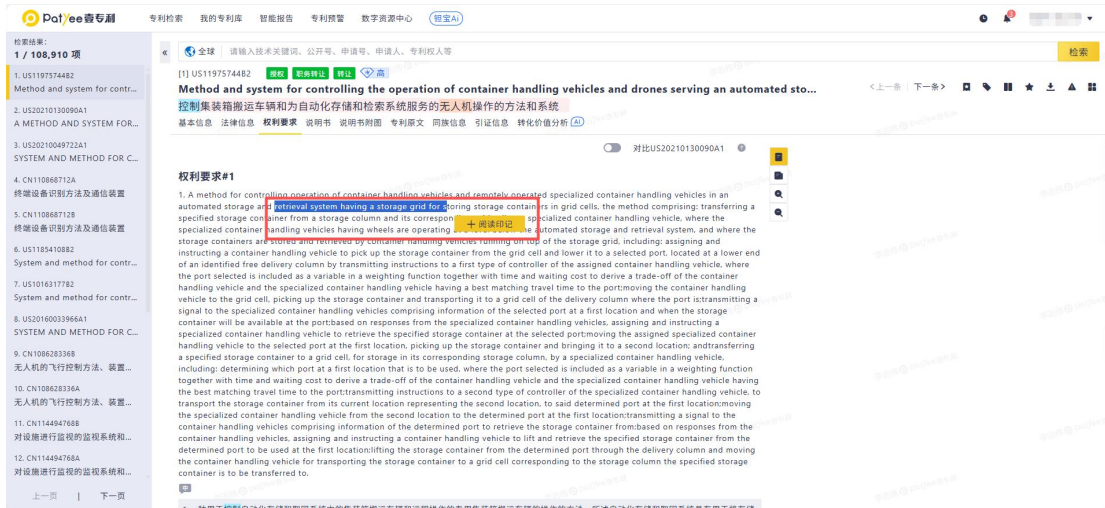 Patyee壹专利
专利检索 我的专利库 智能报告 专利预警 数字资源中心 钽宝Ai
检索结果:
1 / 108,910 项
1. US11975744B2
Method and system for contr...
2. US20210130090A1
A METHOD AND SYSTEM FOR...
3. US20210049722A1
SYSTEM AND METHOD FOR C...
4. CN110868712A
终端设备识别方法及通信装置
5. CN110868712B
终端设备识别方法及通信装置
6. US11854108B2
System and method for contr...
7. US10163177B2
System and method for contr...
8. US20160033966A1
SYSTEM AND METHOD FOR C...
9. CN108628336B
无人机的飞行控制方法、装置...
10. CN108628336A
无人机的飞行控制方法、装置...
11. CN114494768B
对设施进行监视的监视系统和...
12. CN114494768A
对设施进行监视的监视系统和...
上一页 | 下一页
«
全球 请输入技术关键词、公开号、申请号、申请人、专利权人等
检索
[1] US11975744B2 授权 职务转让 转让 高
Method and system for controlling the operation of container handling vehicles and drones serving an automated sto...
<上一条 下一条>
控制集装箱搬运车辆和为自动化存储和检索系统服务的无人机操作的方法和系统
基本信息 法律信息 权利要求 说明书 说明书附图 专利原文 同族信息 引证信息 转化价值分析 AI
对比US20210130090A1
权利要求#1
1. A method for controlling operation of container handling vehicles and remotely operated specialized container handling vehicles in an
automated storage and retrieval system having a storage grid for storing storage containers in grid cells, the method comprising: transferring a
specified storage container from a storage column and its correspon specialized container handling vehicle, where the
specialized container handling vehicles having wheels are operating automated storage and retrieval system, and where the
storage containers are stored and retrieved by container handling vehicles running on top of the storage grid, including: assigning and
instructing a container handling vehicle to pick up the storage container from the grid cell and lower it to a selected port, located at a lower end
of an identified free delivery column by transmitting instructions to a first type of controller of the assigned container handling vehicle, where
the port selected is included as a variable in a weighting function together with time and waiting cost to derive a trade-off of the container
handling vehicle and the specialized container handling vehicle having a best matching travel time to the port;moving the container handling
vehicle to the grid cell, picking up the storage container and transporting it to a grid cell of the delivery column where the port is;transmitting a
signal to the specialized container handling vehicles comprising information of the selected port at a first location and when the storage
container will be available at the port;based on responses from the specialized container handling vehicles, assigning and instructing a
specialized container handling vehicle to retrieve the specified storage container at the selected port;moving the assigned specialized container
handling vehicle to the selected port at the first location, picking up the storage container and bringing it to a second location; andtransferring
a specified storage container to a grid cell, for storage in its corresponding storage column, by a specialized container handling vehicle,
including: determining which port at a first location that is to be used, where the port selected is included as a variable in a weighting function
together with time and waiting cost to derive a trade-off of the container handling vehicle and the specialized container handling vehicle having
the best matching travel time to the port;transmitting instructions to a second type of controller of the specialized container handling vehicle, to
transport the storage container from its current location representing the second location, to said determined port at the first location;moving
the specialized container handling vehicle from the second location to the determined port at the first location;transmitting a signal to the
container handling vehicles comprising information of the determined port to retrieve the storage container from;based on responses from the
container handling vehicles, assigning and instructing a container handling vehicle to lift and retrieve the specified storage container from the
determined port to be used at the first location;lifting the storage container from the determined port through the delivery column and moving
the container handling vehicle for transporting the storage container to a grid cell corresponding to the storage column the specified storage
container is to be transferred to.
+ 阅读印记
中